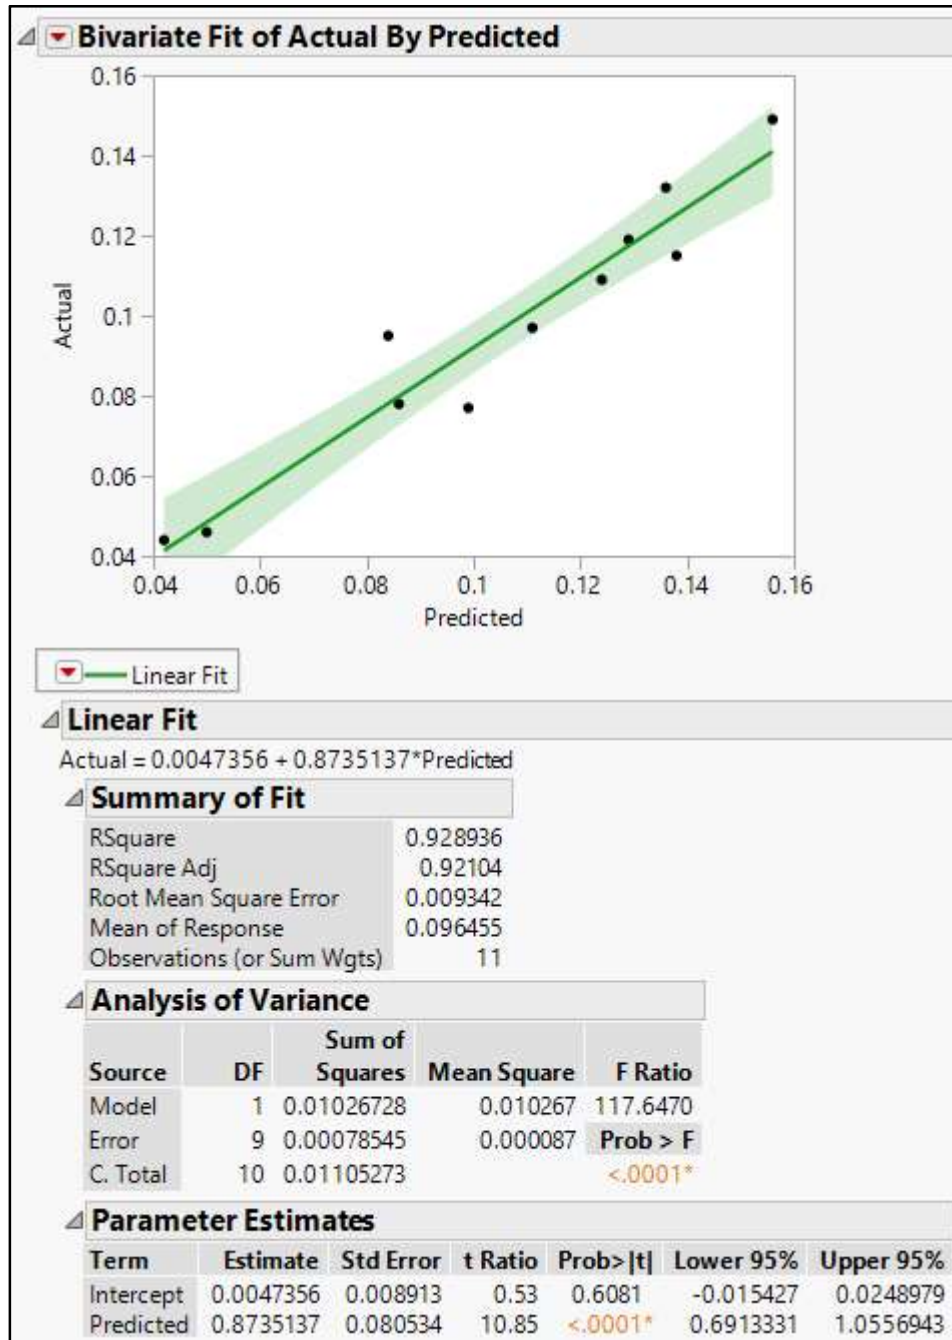 Bivariate Fit of Actual By Predicted
0.16
0.14
0.12
0.1
0.08
0.06
0.04
Actual
0.04 0.06 0.08 0.1 0.12 0.14 0.16
Predicted
Linear Fit
Linear Fit
Actual = 0.0047356 + 0.8735137*Predicted
Summary of Fit
RSquare 0.928936
RSquare Adj 0.92104
Root Mean Square Error 0.009342
Mean of Response 0.096455
Observations (or Sum Wgts) 11
Analysis of Variance
Sum of
Source DF Squares Mean Square F Ratio
Model 1 0.01026728 0.010267 117.6470
Error 9 0.00078545 0.000087 Prob > F
C. Total 10 0.01105273 <.0001*
Parameter Estimates
Term Estimate Std Error t Ratio Prob>|t| Lower 95% Upper 95%
Intercept 0.0047356 0.008913 0.53 0.6081 -0.015427 0.0248979
Predicted 0.8735137 0.080534 10.85 <.0001* 0.6913331 1.0556943